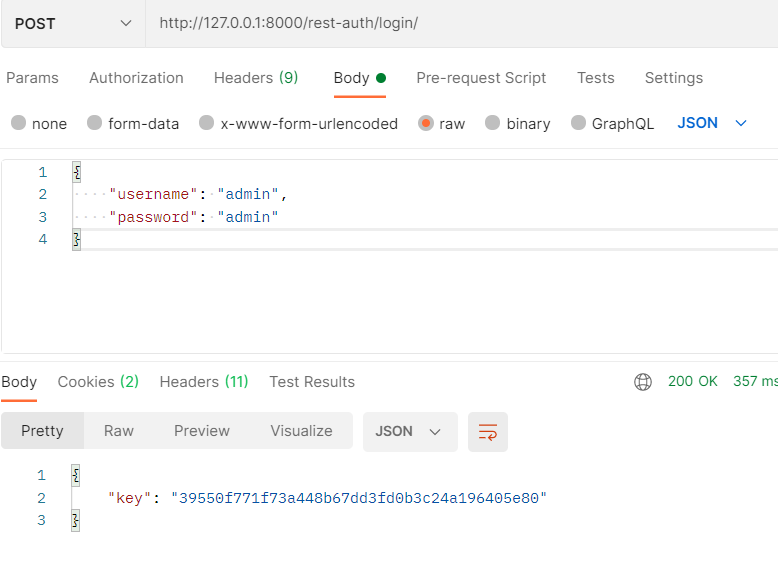 POST http://127.0.0.1:8000/rest-auth/login/
Params Authorization Headers (9) Body Pre-request Script Tests Settings
none form-data x-www-form-urlencoded raw binary GraphQL JSON
1 {
2 ····"username":·"admin",
3 ····"password":·"admin"
4 }
Body Cookies (2) Headers (11) Test Results 200 OK 357 ms
Pretty Raw Preview Visualize JSON
1 {
2 "key": "39550f771f73a448b67dd3fd0b3c24a196405e80"
3 }